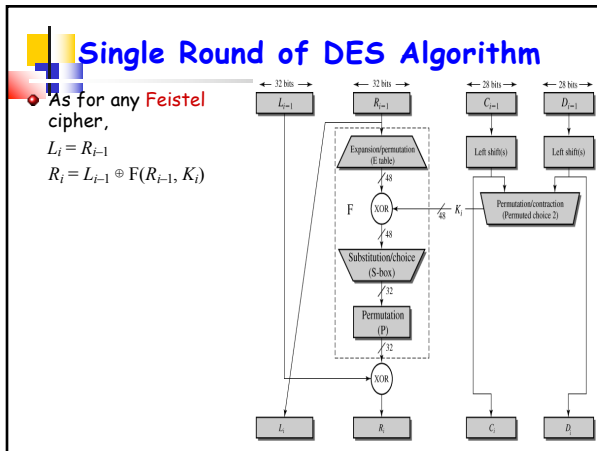 Single Round of DES Algorithm
As for any Feistel
cipher,
Lᵢ = Rᵢ₋₁
Rᵢ = Lᵢ₋₁ ⊕ F(Rᵢ₋₁, Kᵢ)
32 bits 32 bits 28 bits 28 bits
Lᵢ₋₁ Rᵢ₋₁ Cᵢ₋₁ Dᵢ₋₁
Expansion/permutation
(E table)
Left shift(s) Left shift(s)
48
F XOR 48 Kᵢ
Permutation/contraction
(Permuted choice 2)
48
Substitution/choice
(S-box)
32
Permutation
(P)
32
XOR
Lᵢ Rᵢ Cᵢ Dᵢ